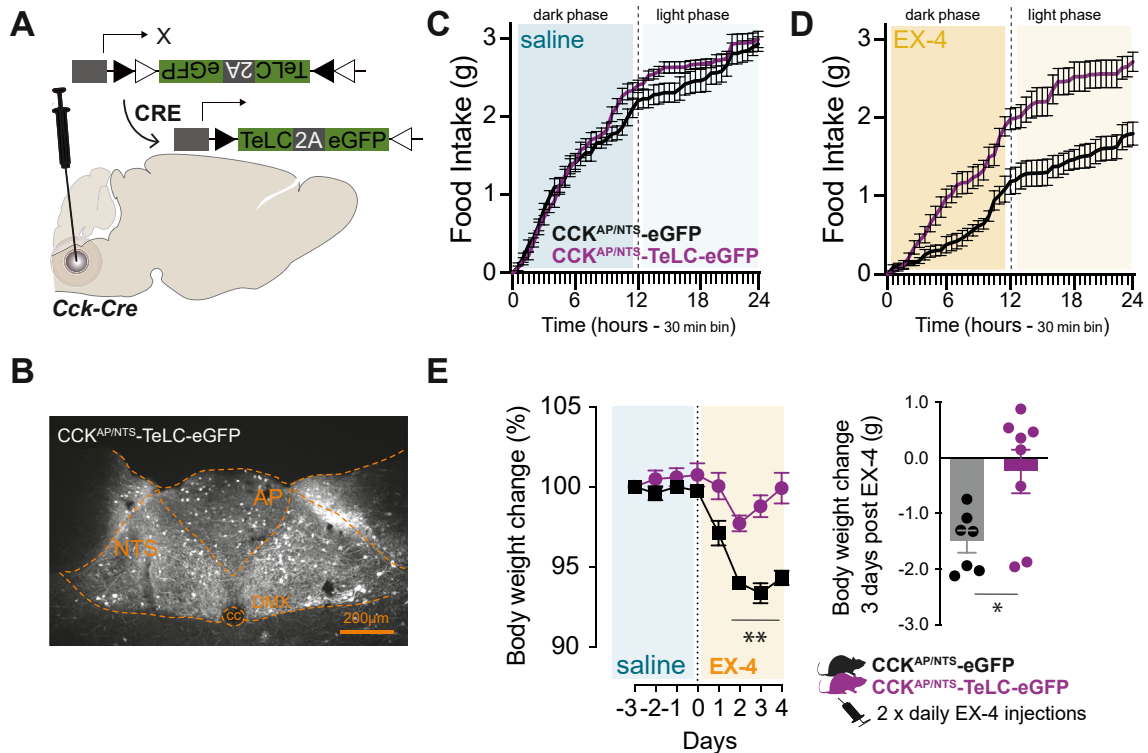 A
X
eGFP 2A TeLC
CRE
TeLC 2A eGFP
Cck-Cre
B
CCK^AP/NTS-TeLC-eGFP
AP
NTS
DMX
CC
200µm
C
dark phase
light phase
saline
3
2
1
0
Food Intake (g)
CCK^AP/NTS-eGFP
CCK^AP/NTS-TeLC-eGFP
0 6 12 18 24
Time (hours - 30 min bin)
D
dark phase
light phase
EX-4
3
2
1
0
Food Intake (g)
0 6 12 18 24
Time (hours - 30 min bin)
E
105
100
95
90
Body weight change (%)
**
saline
EX-4
-3 -2 -1 0 1 2 3 4
Days
1.0
0.0
-1.0
-2.0
-3.0
Body weight change
3 days post EX-4 (g)
*
CCK^AP/NTS-eGFP
CCK^AP/NTS-TeLC-eGFP
2 x daily EX-4 injections